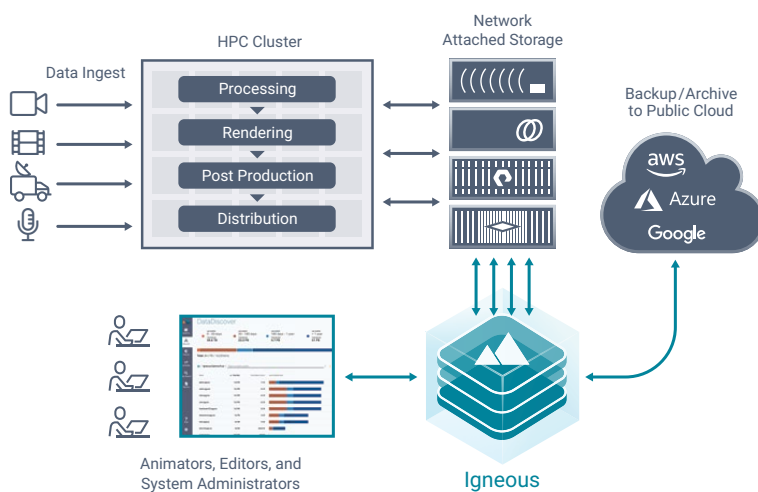 Network
Attached Storage
HPC Cluster
Data Ingest
Processing
Rendering
Post Production
Distribution
Backup/Archive
to Public Cloud
aws
Azure
Google
DataDiscover
Animators, Editors, and
System Administrators
Igneous